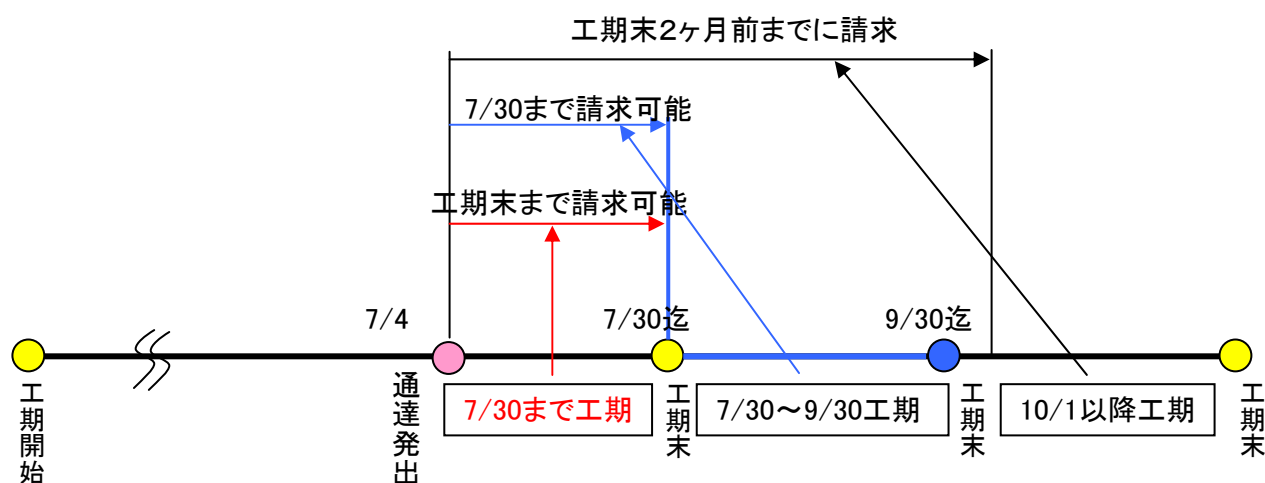 工期末2ヶ月前までに請求
7/30まで請求可能
工期末まで請求可能
7/4
7/30迄
9/30迄
工期開始
通達発出
7/30まで工期
工期末
7/30～9/30工期
工期末
10/1以降工期
工期末